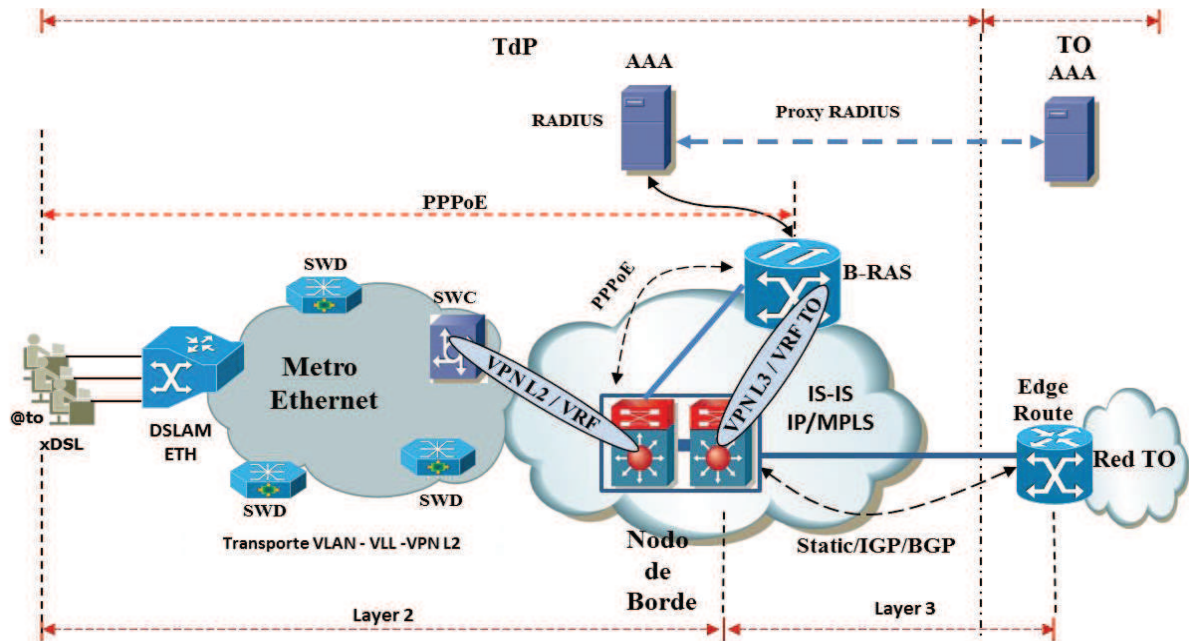 TdP
TO
AAA
AAA
RADIUS
Proxy RADIUS
PPPoE
SWD
SWC
PPPoE
B-RAS
Metro
Ethernet
VPN L2 / VRF
VPN L3 / VRF TO
IS-IS
IP/MPLS
Edge
Route
@to
xDSL
DSLAM
ETH
Red TO
SWD
SWD
Transporte VLAN - VLL -VPN L2
Nodo
de
Borde
Static/IGP/BGP
Layer 2
Layer 3